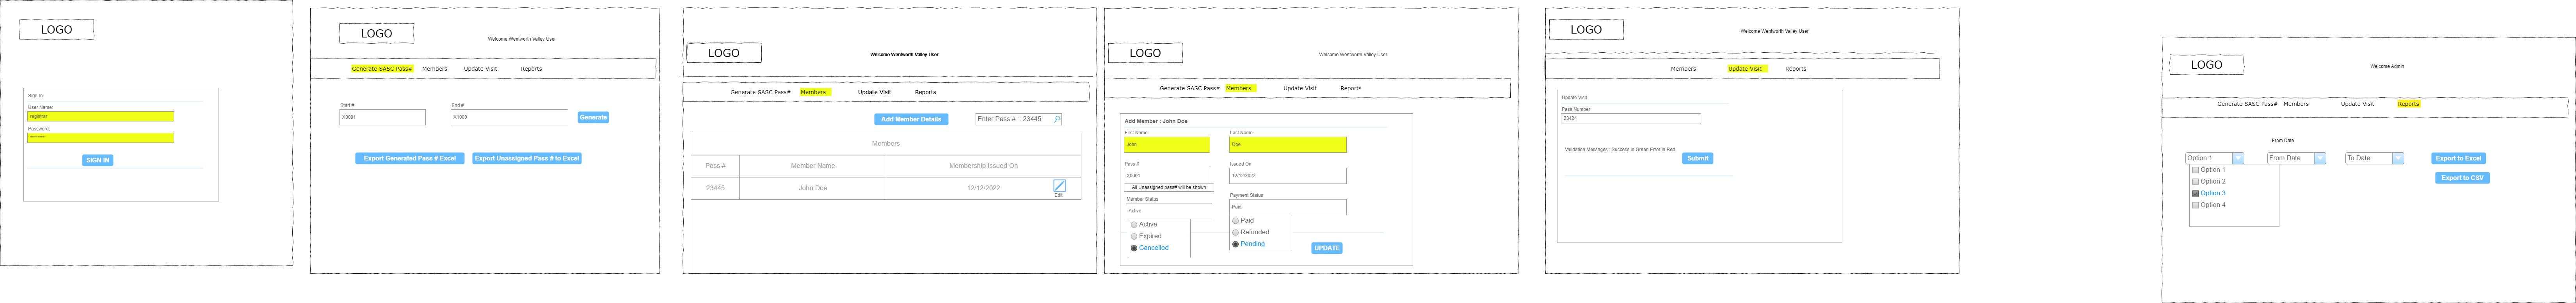 LOGO
Sign In
User Name:
registrar
Password:
********
SIGN IN
LOGO
Welcome Wentworth Valley User
Generate SASC Pass# Members Update Visit Reports
Start # End #
X0001 X1000 Generate
Export Generated Pass # Excel Export Unassigned Pass # to Excel
LOGO
Welcome Wentworth Valley User
Generate SASC Pass# Members Update Visit Reports
Add Member Details Enter Pass # : 23445
Members
Pass # Member Name Membership Issued On
23445 John Doe 12/12/2022
Edit
LOGO
Welcome Wentworth Valley User
Generate SASC Pass# Members Update Visit Reports
Add Member : John Doe
First Name Last Name
John Doe
Pass # Issued On
X0001 12/12/2022
All Unassigned pass# will be shown
Member Status Payment Status
Active Paid
Active Paid
Expired Refunded
Cancelled Pending
UPDATE
LOGO
Welcome Wentworth Valley User
Members Update Visit Reports
Update Visit
Pass Number
23424
Validation Messages : Success in Green Error in Red
Submit
LOGO
Welcome Admin
Generate SASC Pass# Members Update Visit Reports
From Date
Option 1 From Date To Date Export to Excel
Option 1
Option 2 Export to CSV
Option 3
Option 4